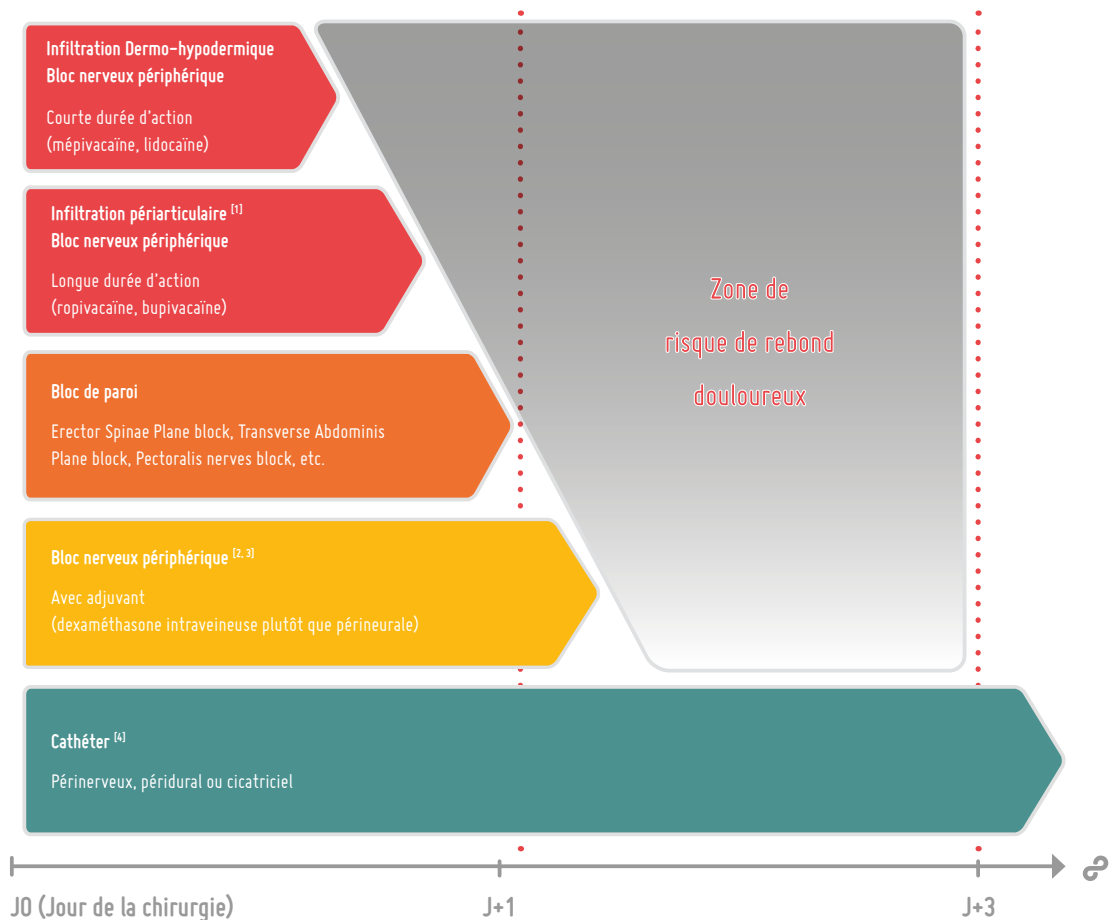 Infiltration Dermo-hypodermique
Bloc nerveux périphérique
Courte durée d'action
(mépivacaïne, lidocaïne)
Infiltration périarticulaire [1]
Bloc nerveux périphérique
Longue durée d'action
(ropivacaïne, bupivacaïne)
Bloc de paroi
Erector Spinae Plane block, Transverse Abdominis
Plane block, Pectoralis nerves block, etc.
Bloc nerveux périphérique [2, 3]
Avec adjuvant
(dexaméthasone intraveineuse plutôt que périneurale)
Cathéter [4]
Périnerveux, péridural ou cicatriciel
Zone de
risque de rebond
douloureux
J0 (Jour de la chirurgie)
J+1
J+3